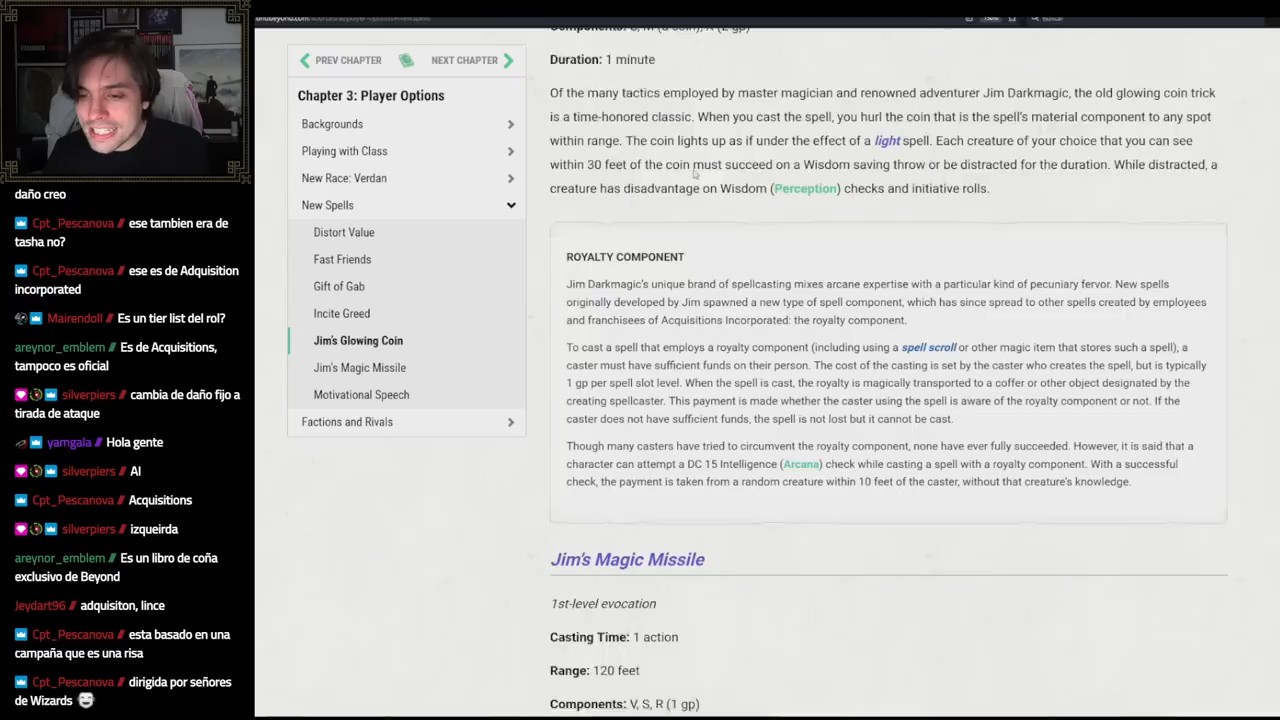 PREV CHAPTER
NEXT CHAPTER
Chapter 3: Player Options
Backgrounds
Playing with Class
New Race: Verdan
New Spells
Distort Value
Fast Friends
Gift of Gab
Incite Greed
Jim's Glowing Coin
Jim's Magic Missile
Motivational Speech
Factions and Rivals
Duration: 1 minute
Of the many tactics employed by master magician and renowned adventurer Jim Darkmagic, the old glowing coin trick
is a time-honored classic. When you cast the spell, you hurl the coin that is the spell's material component to any spot
within range. The coin lights up as if under the effect of a light spell. Each creature of your choice that you can see
within 30 feet of the coin must succeed on a Wisdom saving throw or be distracted for the duration. While distracted, a
creature has disadvantage on Wisdom (Perception) checks and initiative rolls.
ROYALTY COMPONENT
Jim Darkmagic's unique brand of spellcasting mixes arcane expertise with a particular kind of pecuniary fervor. New spells
originally developed by Jim spawned a new type of spell component, which has since spread to other spells created by employees
and franchisees of Acquisitions Incorporated: the royalty component.
To cast a spell that employs a royalty component (including using a spell scroll or other magic item that stores such a spell), a
caster must have sufficient funds on their person. The cost of the casting is set by the caster who creates the spell, but is typically
1 gp per spell slot level. When the spell is cast, the royalty is magically transported to a coffer or other object designated by the
creating spellcaster. This payment is made whether the caster using the spell is aware of the royalty component or not. If the
caster does not have sufficient funds, the spell is not lost but it cannot be cast.
Though many casters have tried to circumvent the royalty component, none have ever fully succeeded. However, it is said that a
character can attempt a DC 15 Intelligence (Arcana) check while casting a spell with a royalty component. With a successful
check, the payment is taken from a random creature within 10 feet of the caster, without that creature's knowledge.
Jim's Magic Missile
1st-level evocation
Casting Time: 1 action
Range: 120 feet
Components: V, S, R (1 gp)
daño creo
Cpt_Pescanova // ese tambien era de
tasha no?
Cpt_Pescanova // ese es de Adquisition
incorporated
Mairendoll // Es un tier list del rol?
areynor_emblem // Es de Acquisitions,
tampoco es oficial
silverpiers // cambia de daño fijo a
tirada de ataque
yamgala // Hola gente
silverpiers // AI
Cpt_Pescanova // Acquisitions
silverpiers // izqueirda
areynor_emblem // Es un libro de coña
exclusivo de Beyond
Jeydart96 // adquisiton, lince
Cpt_Pescanova // esta basado en una
campaña que es una risa
Cpt_Pescanova // dirigida por señores
de Wizards